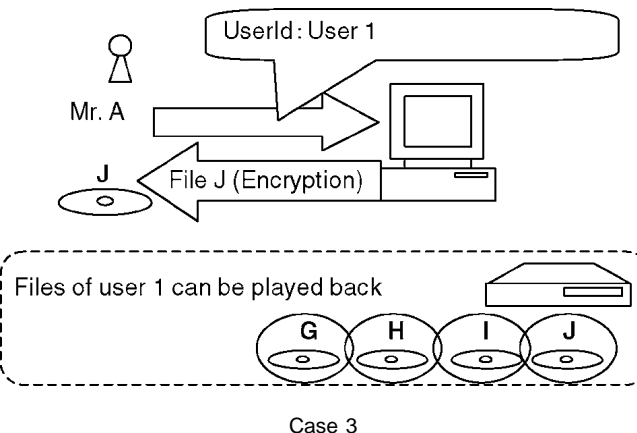 UserId: User 1
Mr. A
J
File J (Encryption)
Files of user 1 can be played back
G H I J
Case 3